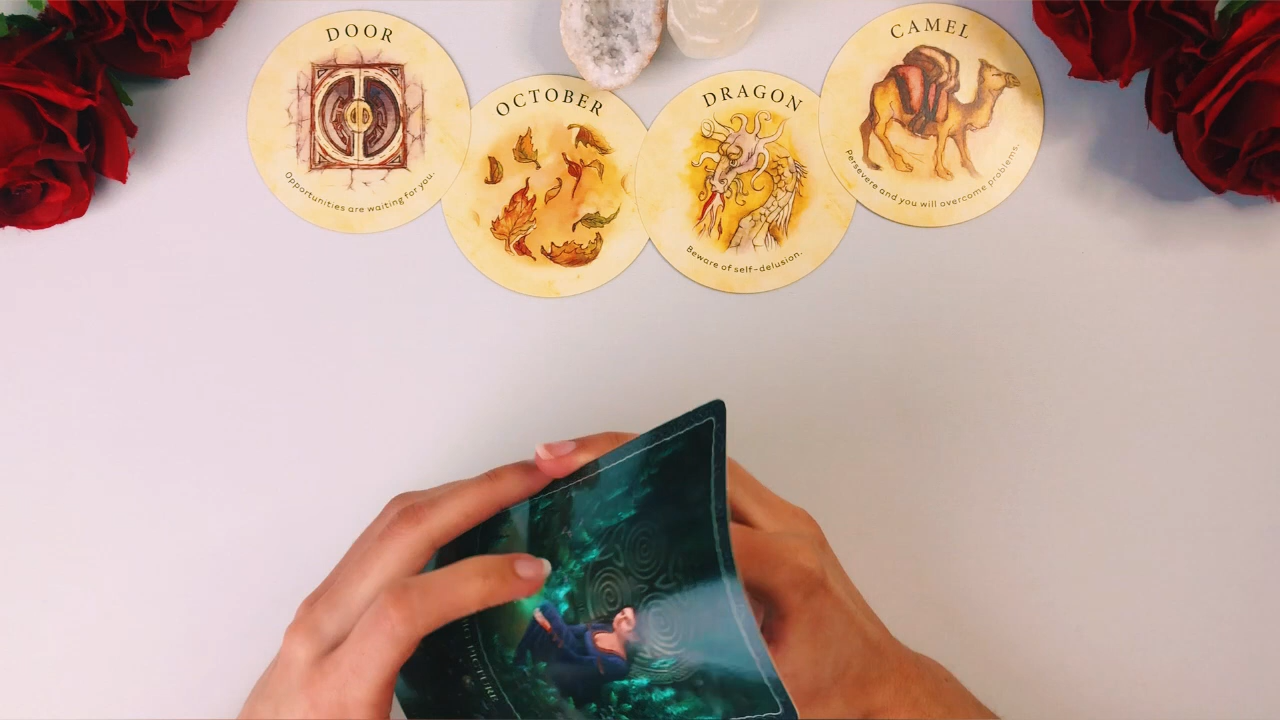 DOOR
Opportunities are waiting for you.
OCTOBER
DRAGON
Beware of self-delusion.
CAMEL
Persevere and you will overcome problems.
PICTURE